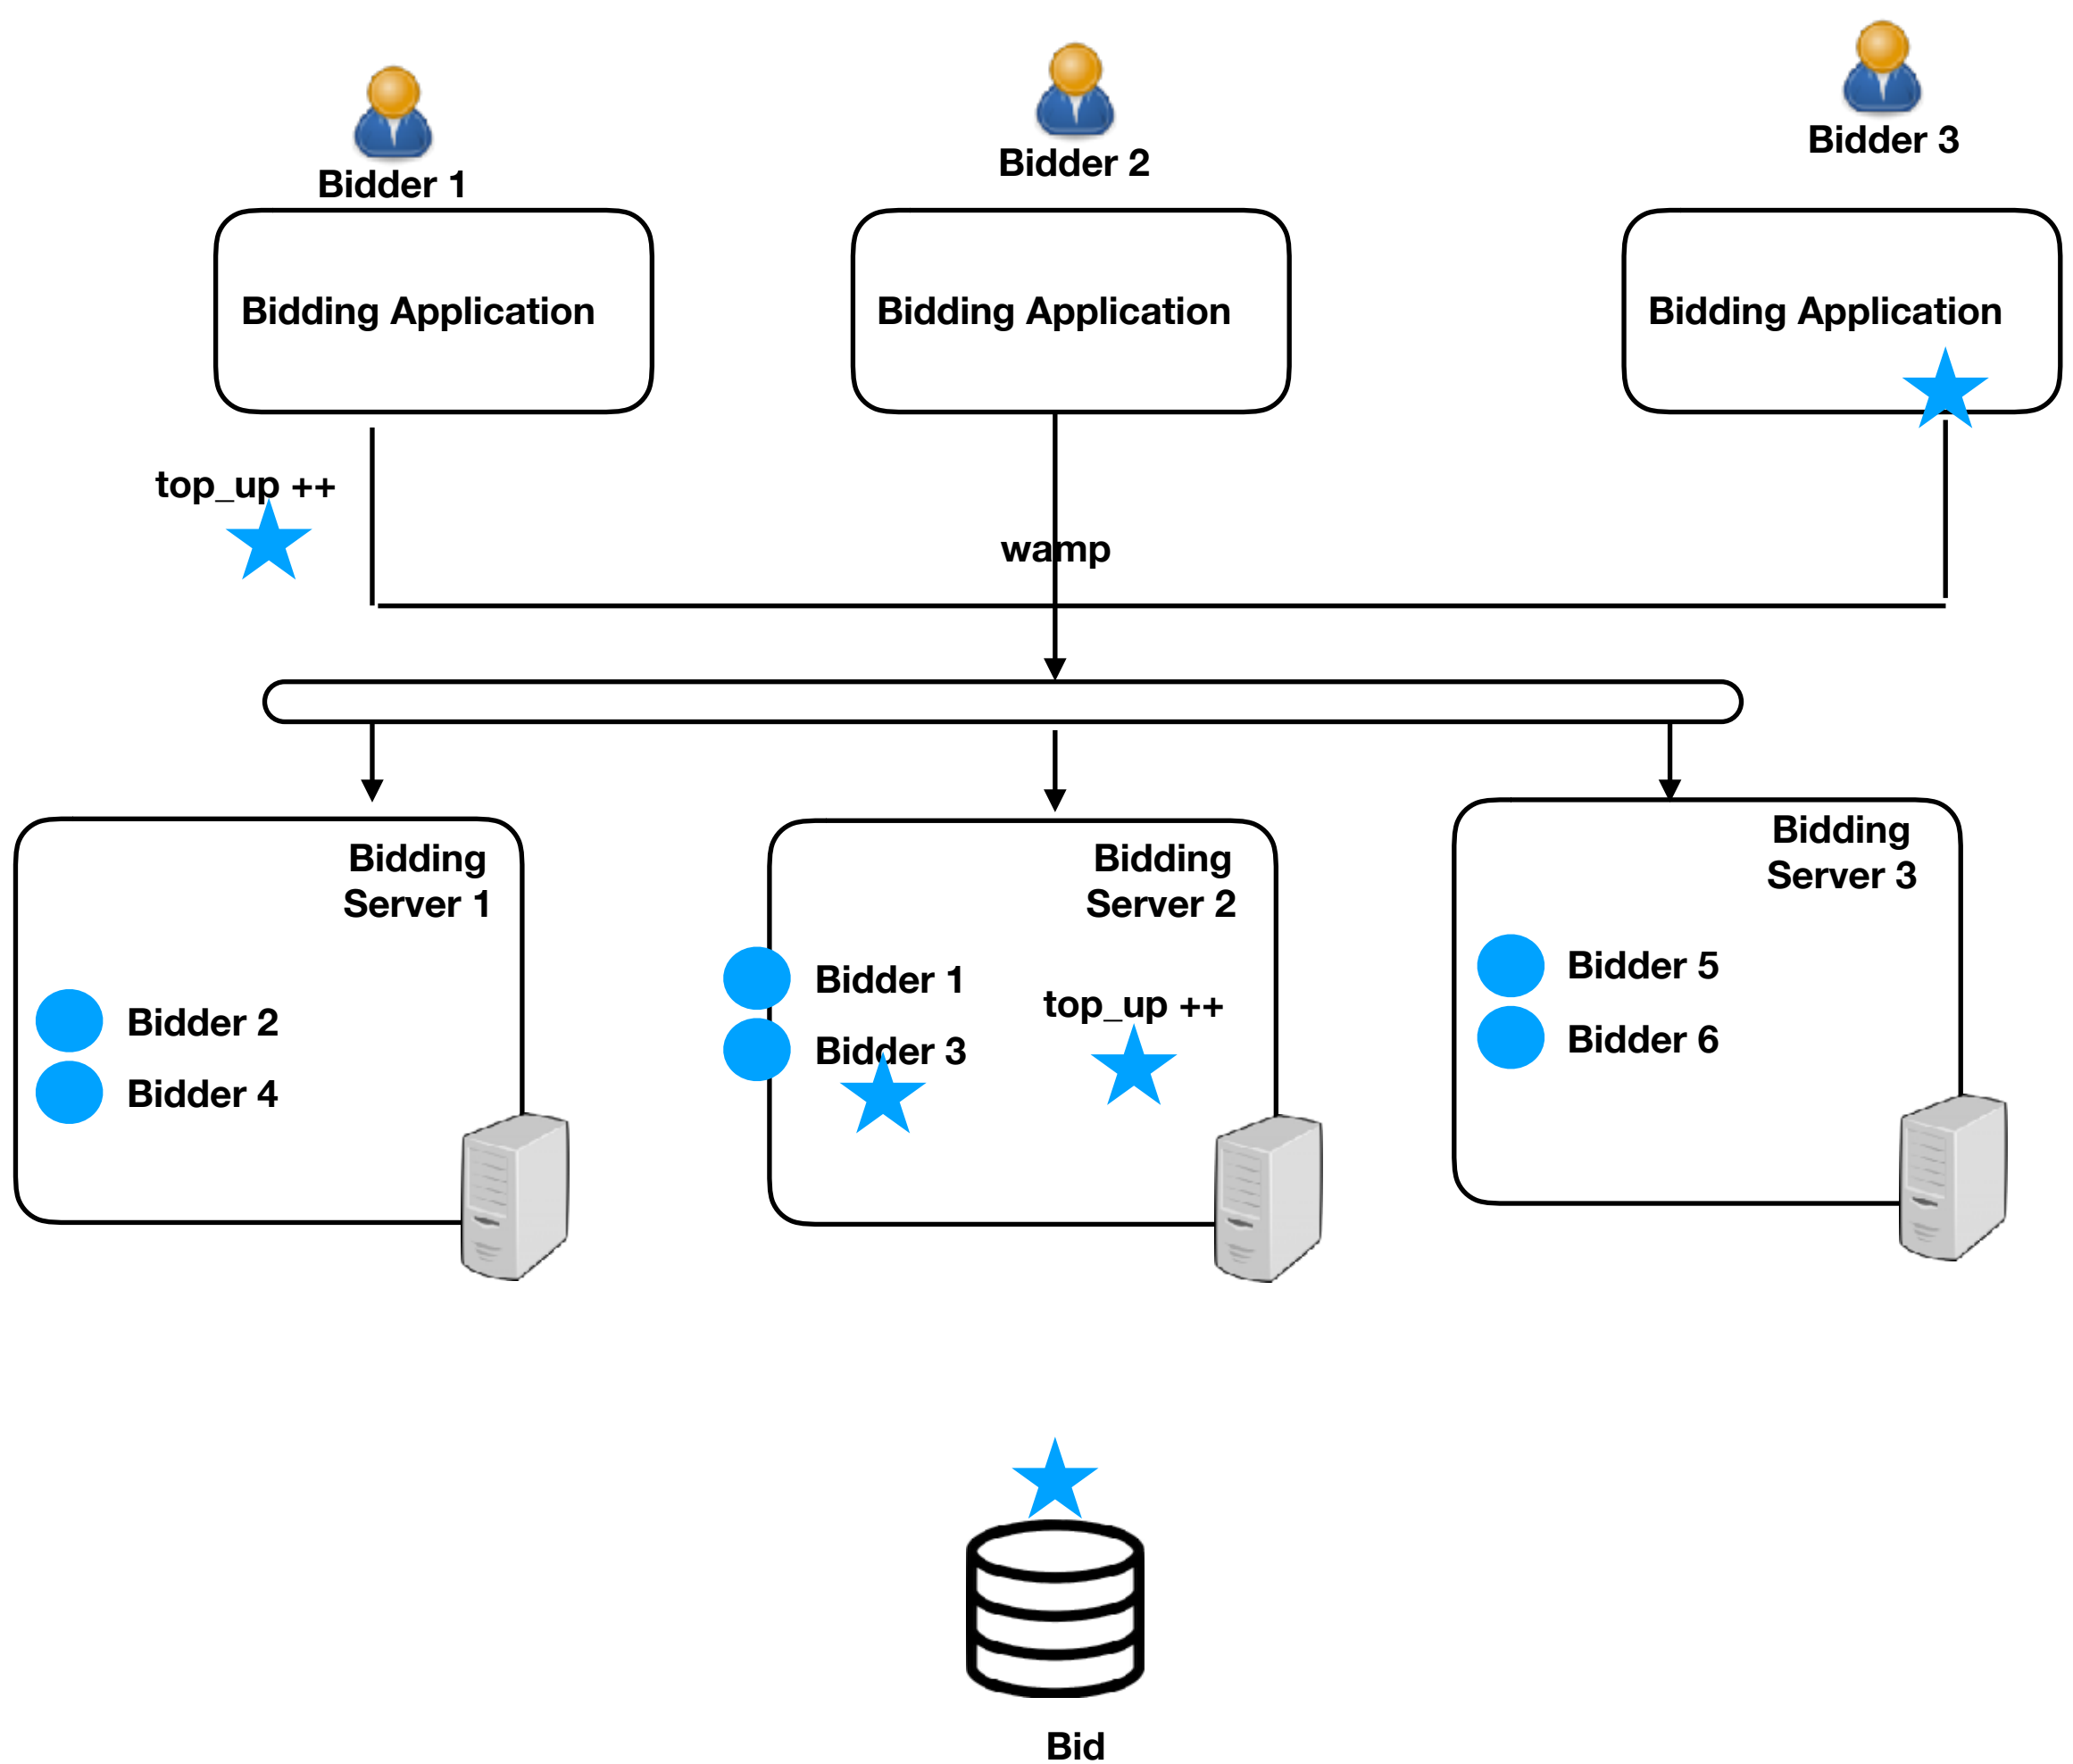 Bidder 1
Bidder 2
Bidder 3
Bidding Application
Bidding Application
Bidding Application
top_up ++
wamp
Bidding
Server 1
Bidder 2
Bidder 4
Bidding
Server 2
Bidder 1
Bidder 3
top_up ++
Bidding
Server 3
Bidder 5
Bidder 6
Bid